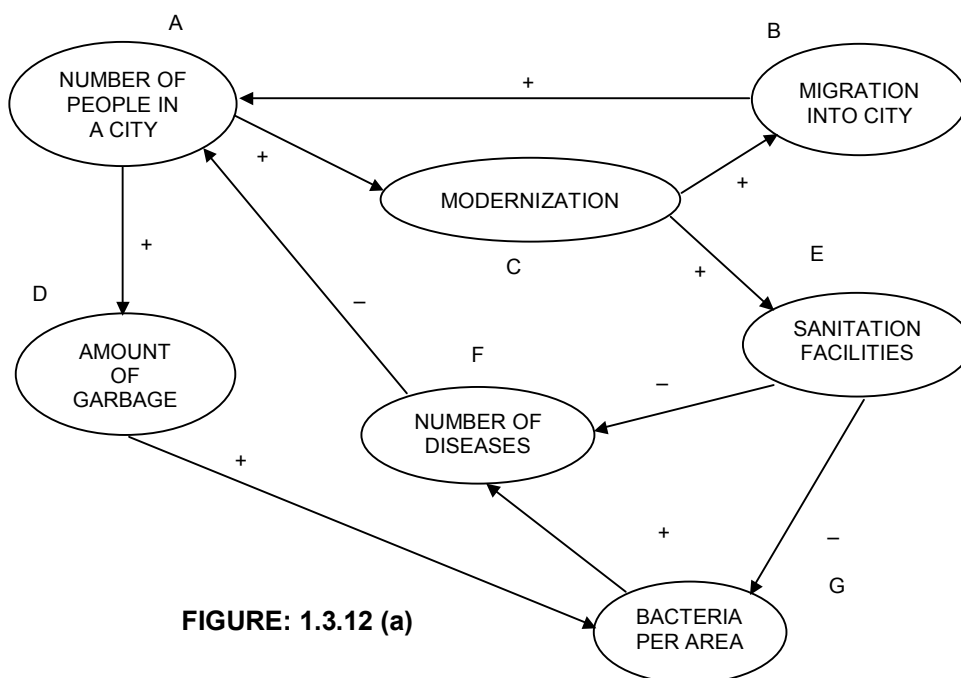 A
NUMBER OF
PEOPLE IN
A CITY
B
MIGRATION
INTO CITY
+
+
+
MODERNIZATION
C
+
+
E
SANITATION
FACILITIES
D
AMOUNT
OF
GARBAGE
–
F
NUMBER OF
DISEASES
–
+
+
–
G
BACTERIA
PER AREA
FIGURE: 1.3.12 (a)